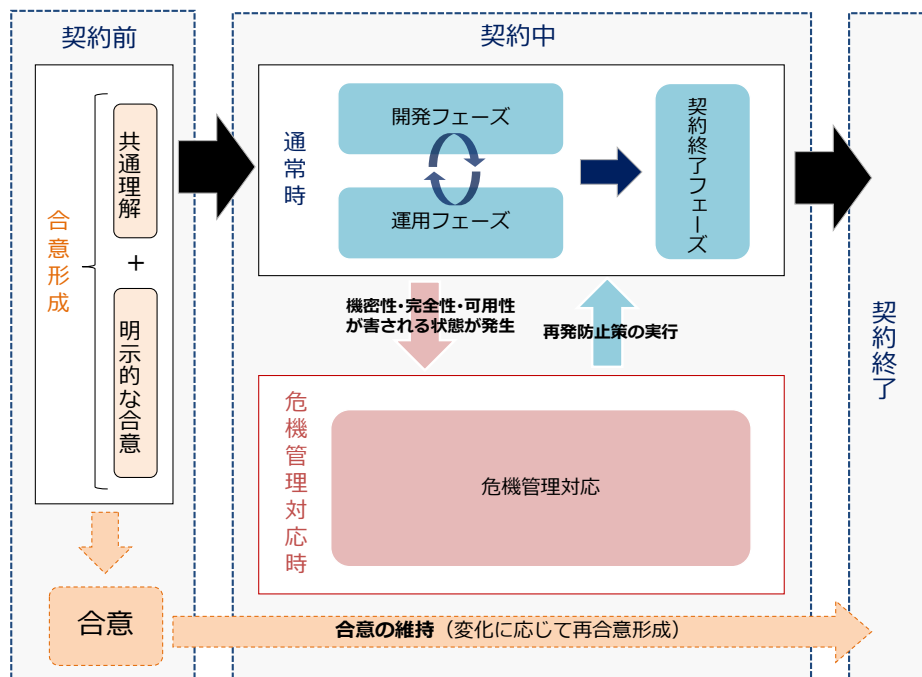 契約前
合意形成
共通理解
+
明示的な合意
合意
契約中
通常時
開発フェーズ
運用フェーズ
契約終了フェーズ
機密性・完全性・可用性
が害される状態が発生
再発防止策の実行
危機管理対応時
危機管理対応
合意の維持（変化に応じて再合意形成）
契約終了